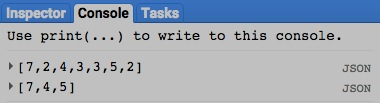 Inspector Console Tasks
Use print(...) to write to this console.
[7,2,4,3,3,5,2] JSON
[7,4,5] JSON